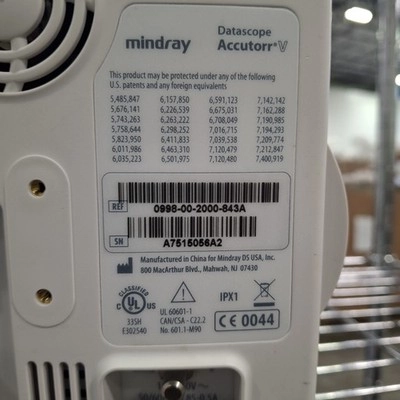 mindray
Datascope
Accutorr® V
This product may be protected under any of the following
U.S. patents and any foreign equivalents
5,485,847 6,157,850 6,591,123 7,142,142
5,676,141 6,226,539 6,675,031 7,162,288
5,743,263 6,263,222 6,708,049 7,190,985
5,758,644 6,298,252 7,016,715 7,194,293
5,823,950 6,411,833 7,039,538 7,209,774
6,011,986 6,463,310 7,120,479 7,212,847
6,035,223 6,501,975 7,120,480 7,400,919
REF 0998-00-2000-843A
SN A7515056A2
Manufactured in China for Mindray DS USA, Inc.
800 MacArthur Blvd., Mahwah, NJ 07430
CLASSIFIED
C UL US
33SH
E302540
UL 60601-1
CAN/CSA - C22.2
No. 601.1-M90
IPX1
CE 0044